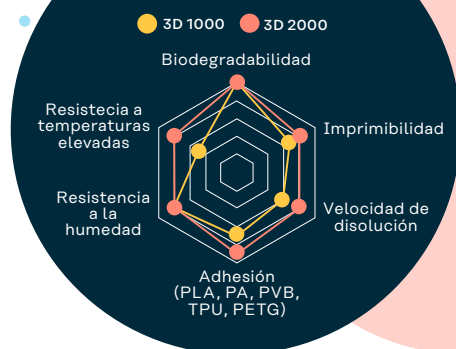 3D 1000 3D 2000
Biodegradabilidad
Resistecia a
temperaturas
elevadas
Imprimibilidad
Resistencia
a la
humedad
Velocidad de
disolución
Adhesión
(PLA, PA, PVB,
TPU, PETG)